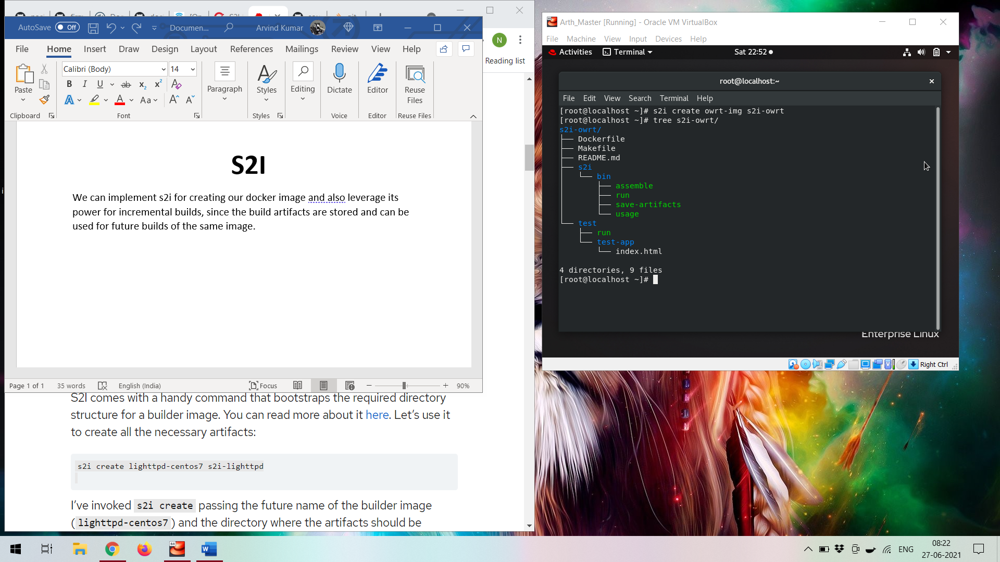 AutoSave Off Documen... Arvind Kumar
File Home Insert Draw Design Layout References Mailings Review View Help
Calibri (Body) 14
Paste
Paragraph Styles Editing Dictate Editor Reuse Files
Clipboard Font Styles Voice Editor Reuse Files
S2I
We can implement s2i for creating our docker image and also leverage its
power for incremental builds, since the build artifacts are stored and can be
used for future builds of the same image.
Page 1 of 1 35 words English (India) Focus 90%
N
Reading list
S2I comes with a handy command that bootstraps the required directory
structure for a builder image. You can read more about it here. Let's use it
to create all the necessary artifacts:
s2i create lighttpd-centos7 s2i-lighttpd
I've invoked s2i create passing the future name of the builder image
(lighttpd-centos7) and the directory where the artifacts should be
Arth_Master [Running] - Oracle VM VirtualBox
File Machine View Input Devices Help
Activities Terminal Sat 22:52
root@localhost:~
File Edit View Search Terminal Help
[root@localhost ~]# s2i create owrt-img s2i-owrt
[root@localhost ~]# tree s2i-owrt/
s2i-owrt/
├── Dockerfile
├── Makefile
├── README.md
├── s2i
│   └── bin
│       ├── assemble
│       ├── run
│       ├── save-artifacts
│       └── usage
└── test
    ├── run
    └── test-app
        └── index.html
4 directories, 9 files
[root@localhost ~]#
Enterprise Linux
Right Ctrl
ENG
08:22
27-06-2021